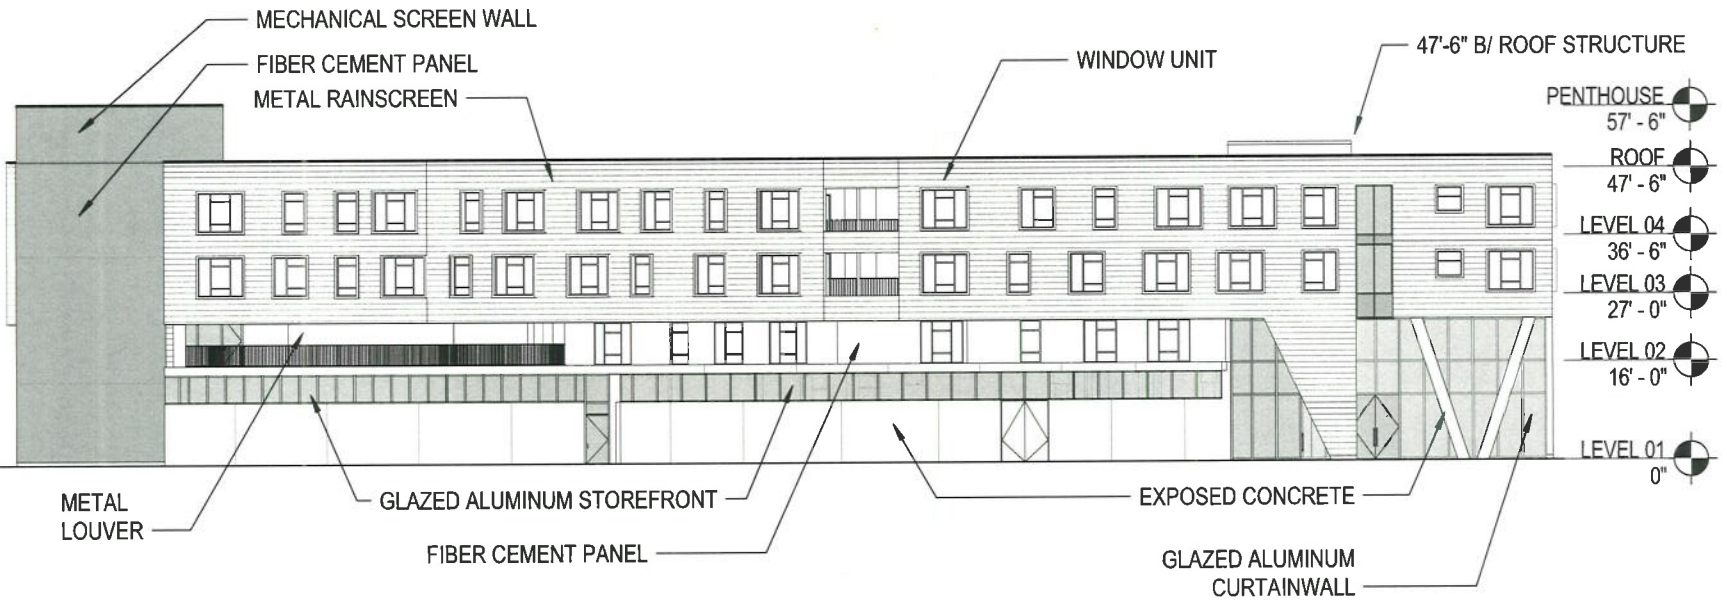 MECHANICAL SCREEN WALL
FIBER CEMENT PANEL
METAL RAINSCREEN
WINDOW UNIT
47'-6" B/ ROOF STRUCTURE
PENTHOUSE
57' - 6"
ROOF
47' - 6"
LEVEL 04
36' - 6"
LEVEL 03
27' - 0"
LEVEL 02
16' - 0"
LEVEL 01
0"
METAL
LOUVER
GLAZED ALUMINUM STOREFRONT
FIBER CEMENT PANEL
EXPOSED CONCRETE
GLAZED ALUMINUM
CURTAINWALL